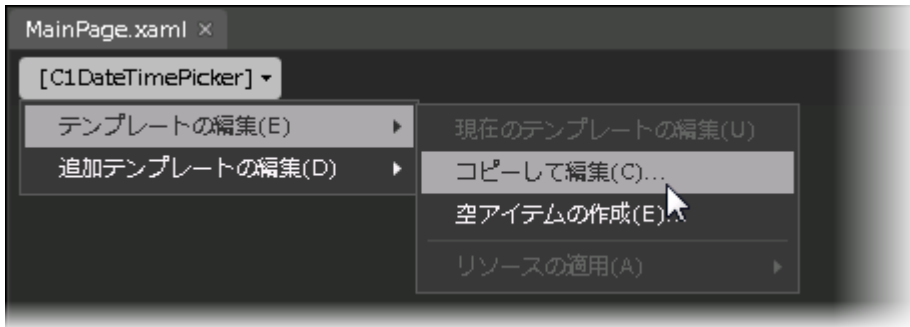 MainPage.xaml ×
[C1DateTimePicker]
テンプレートの編集(E)
追加テンプレートの編集(D)
現在のテンプレートの編集(U)
コピーして編集(C)...
空アイテムの作成(E)...
リソースの適用(A)